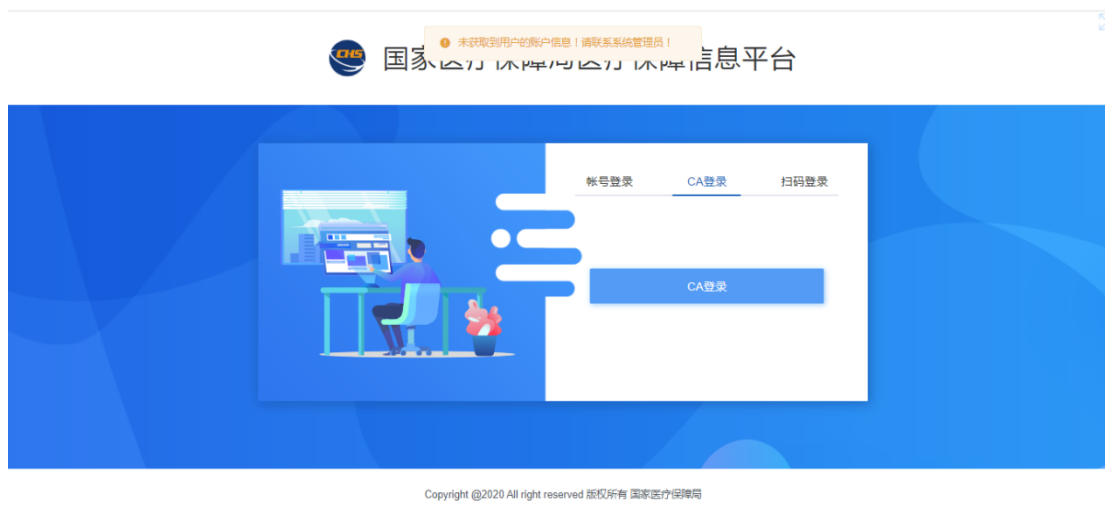 未获取到用户的账户信息！请联系系统管理员！
CHS 国家医疗保障局医疗保障信息平台
帐号登录 CA登录 扫码登录
CA登录
Copyright @2020 All right reserved 版权所有 国家医疗保障局